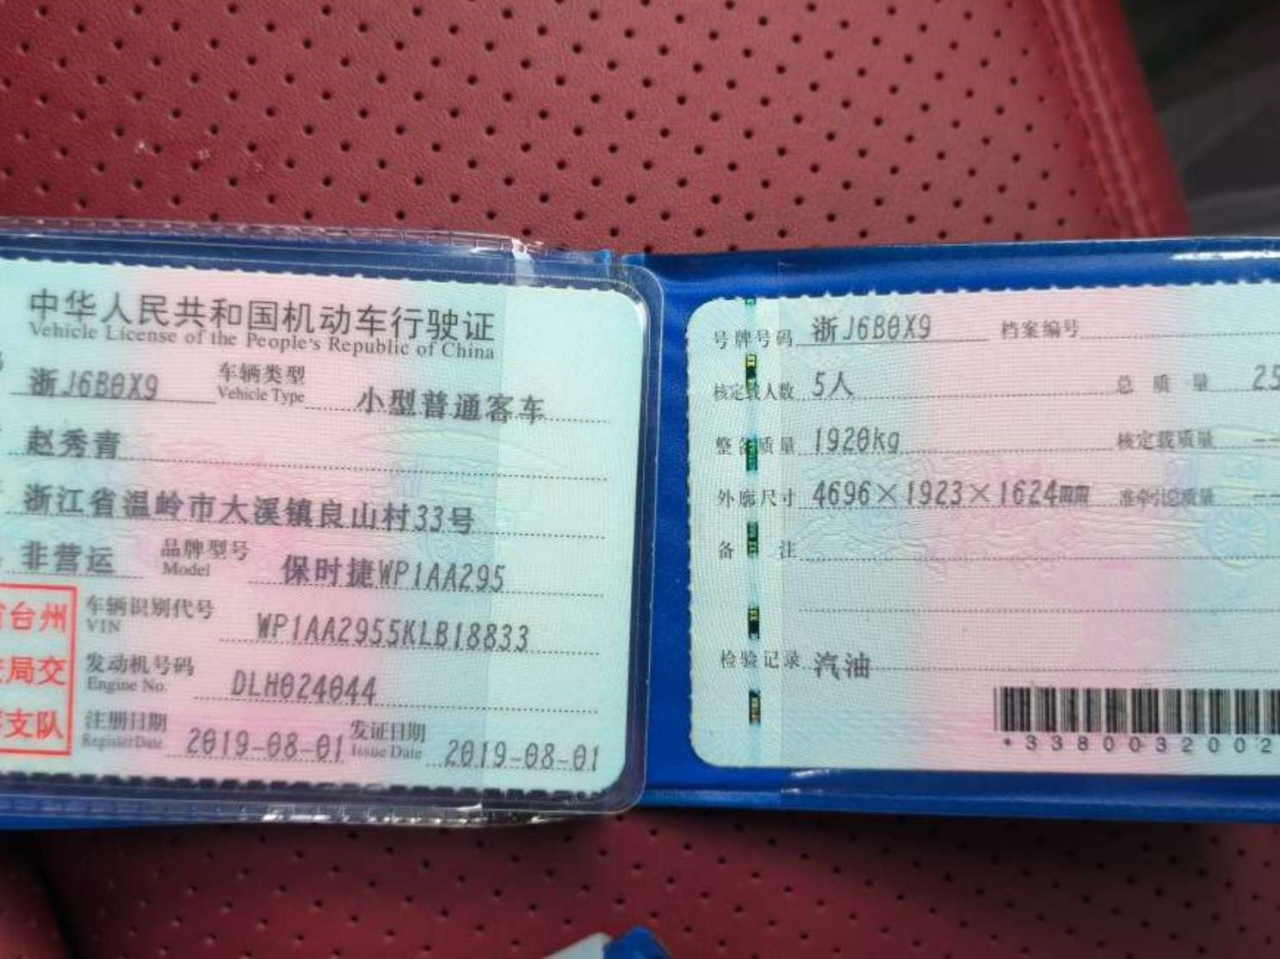 中华人民共和国机动车行驶证
Vehicle License of the People's Republic of China
浙J6B0X9 车辆类型 Vehicle Type 小型普通客车
赵秀青
浙江省温岭市大溪镇良山村33号
非营运 品牌型号 Model 保时捷WP1AA295
车辆识别代号 VIN WP1AA2955KLB18833
发动机号码 Engine No. DLH024044
注册日期 Register Date 2019-08-01 发证日期 Issue Date 2019-08-01
台州
局交
支队
号牌号码 浙J6B0X9 档案编号
核定载人数 5人 总质量 25
整备质量 1920kg 核定载质量 --
外廓尺寸 4696×1923×1624mm 准牵引总质量 --
备注
检验记录 汽油
*3380032002